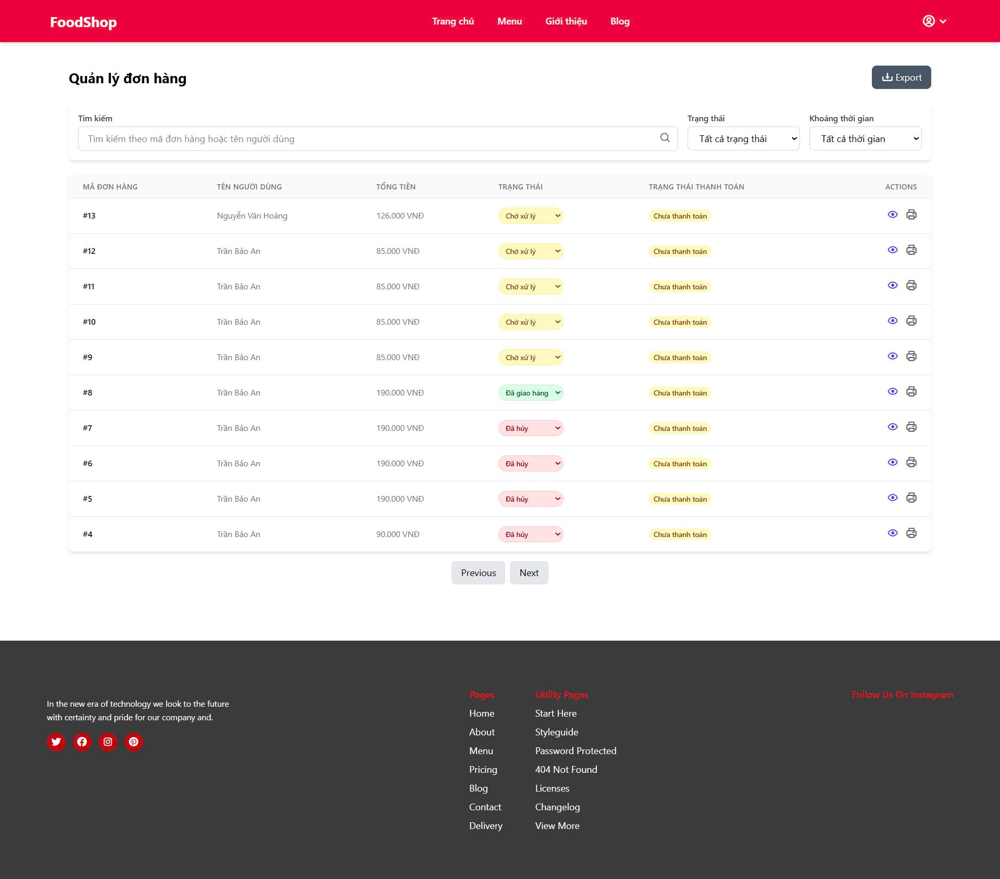 FoodShop
Trang chủ Menu Giới thiệu Blog
Quản lý đơn hàng
Export
Tìm kiếm Trạng thái Khoảng thời gian
Tìm kiếm theo mã đơn hàng hoặc tên người dùng Tất cả trạng thái Tất cả thời gian
MÃ ĐƠN HÀNG TÊN NGƯỜI DÙNG TỔNG TIỀN TRẠNG THÁI TRẠNG THÁI THANH TOÁN ACTIONS
#13 Nguyễn Văn Hoàng 126.000 VNĐ Chờ xử lý Chưa thanh toán
#12 Trần Bảo An 85.000 VNĐ Chờ xử lý Chưa thanh toán
#11 Trần Bảo An 85.000 VNĐ Chờ xử lý Chưa thanh toán
#10 Trần Bảo An 85.000 VNĐ Chờ xử lý Chưa thanh toán
#9 Trần Bảo An 85.000 VNĐ Chờ xử lý Chưa thanh toán
#8 Trần Bảo An 190.000 VNĐ Đã giao hàng Chưa thanh toán
#7 Trần Bảo An 190.000 VNĐ Đã hủy Chưa thanh toán
#6 Trần Bảo An 190.000 VNĐ Đã hủy Chưa thanh toán
#5 Trần Bảo An 190.000 VNĐ Đã hủy Chưa thanh toán
#4 Trần Bảo An 90.000 VNĐ Đã hủy Chưa thanh toán
Previous Next
In the new era of technology we look to the future
with certainty and pride for our company and.
Pages
Home
About
Menu
Pricing
Blog
Contact
Delivery
Utility Pages
Start Here
Styleguide
Password Protected
404 Not Found
Licenses
Changelog
View More
Follow Us On Instagram